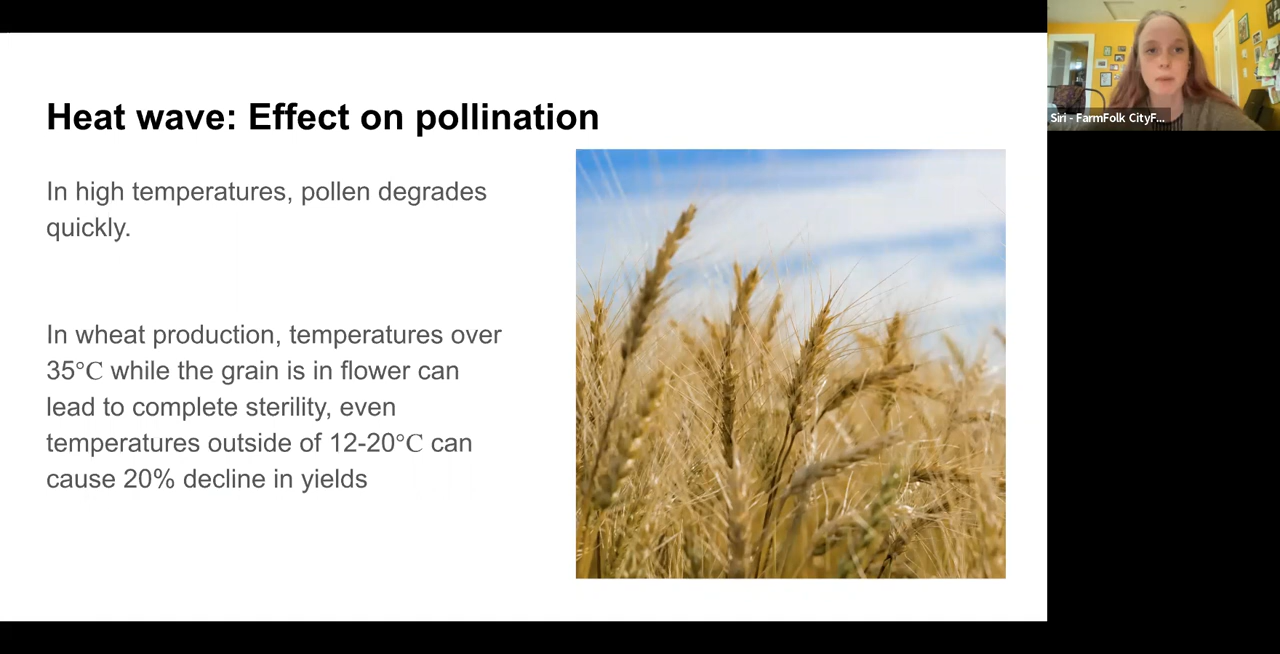 Heat wave: Effect on pollination
In high temperatures, pollen degrades
quickly.
In wheat production, temperatures over
35°C while the grain is in flower can
lead to complete sterility, even
temperatures outside of 12-20°C can
cause 20% decline in yields
Siri - FarmFolk CityF...